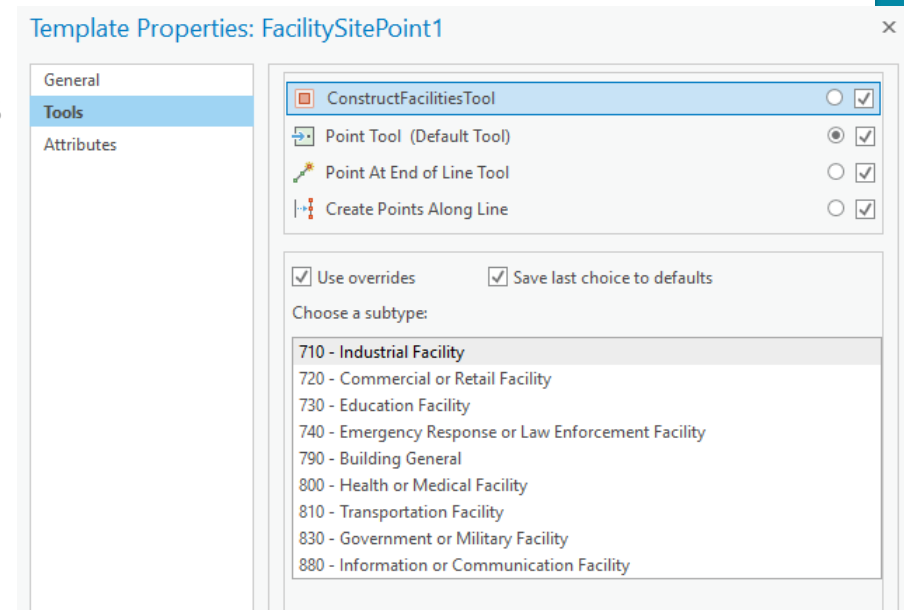 Template Properties: FacilitySitePoint1
General
Tools
Attributes
ConstructFacilitiesTool
Point Tool (Default Tool)
Point At End of Line Tool
Create Points Along Line
Use overrides Save last choice to defaults
Choose a subtype:
710 - Industrial Facility
720 - Commercial or Retail Facility
730 - Education Facility
740 - Emergency Response or Law Enforcement Facility
790 - Building General
800 - Health or Medical Facility
810 - Transportation Facility
830 - Government or Military Facility
880 - Information or Communication Facility